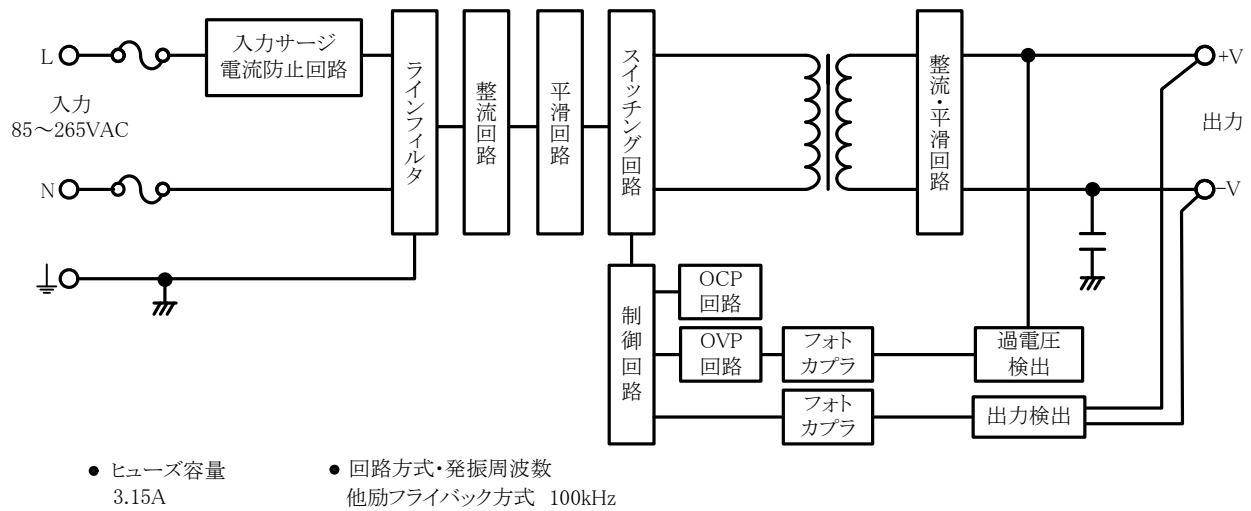 L
入力サージ
電流防止回路
入力
85～265VAC
N
ラインフィルタ
整流回路
平滑回路
スイッチング回路
整流・平滑回路
+V
出力
−V
制御回路
OCP
回路
OVP
回路
フォト
カプラ
過電圧
検出
フォト
カプラ
出力検出
● ヒューズ容量
3.15A
● 回路方式・発振周波数
他励フライバック方式 100kHz